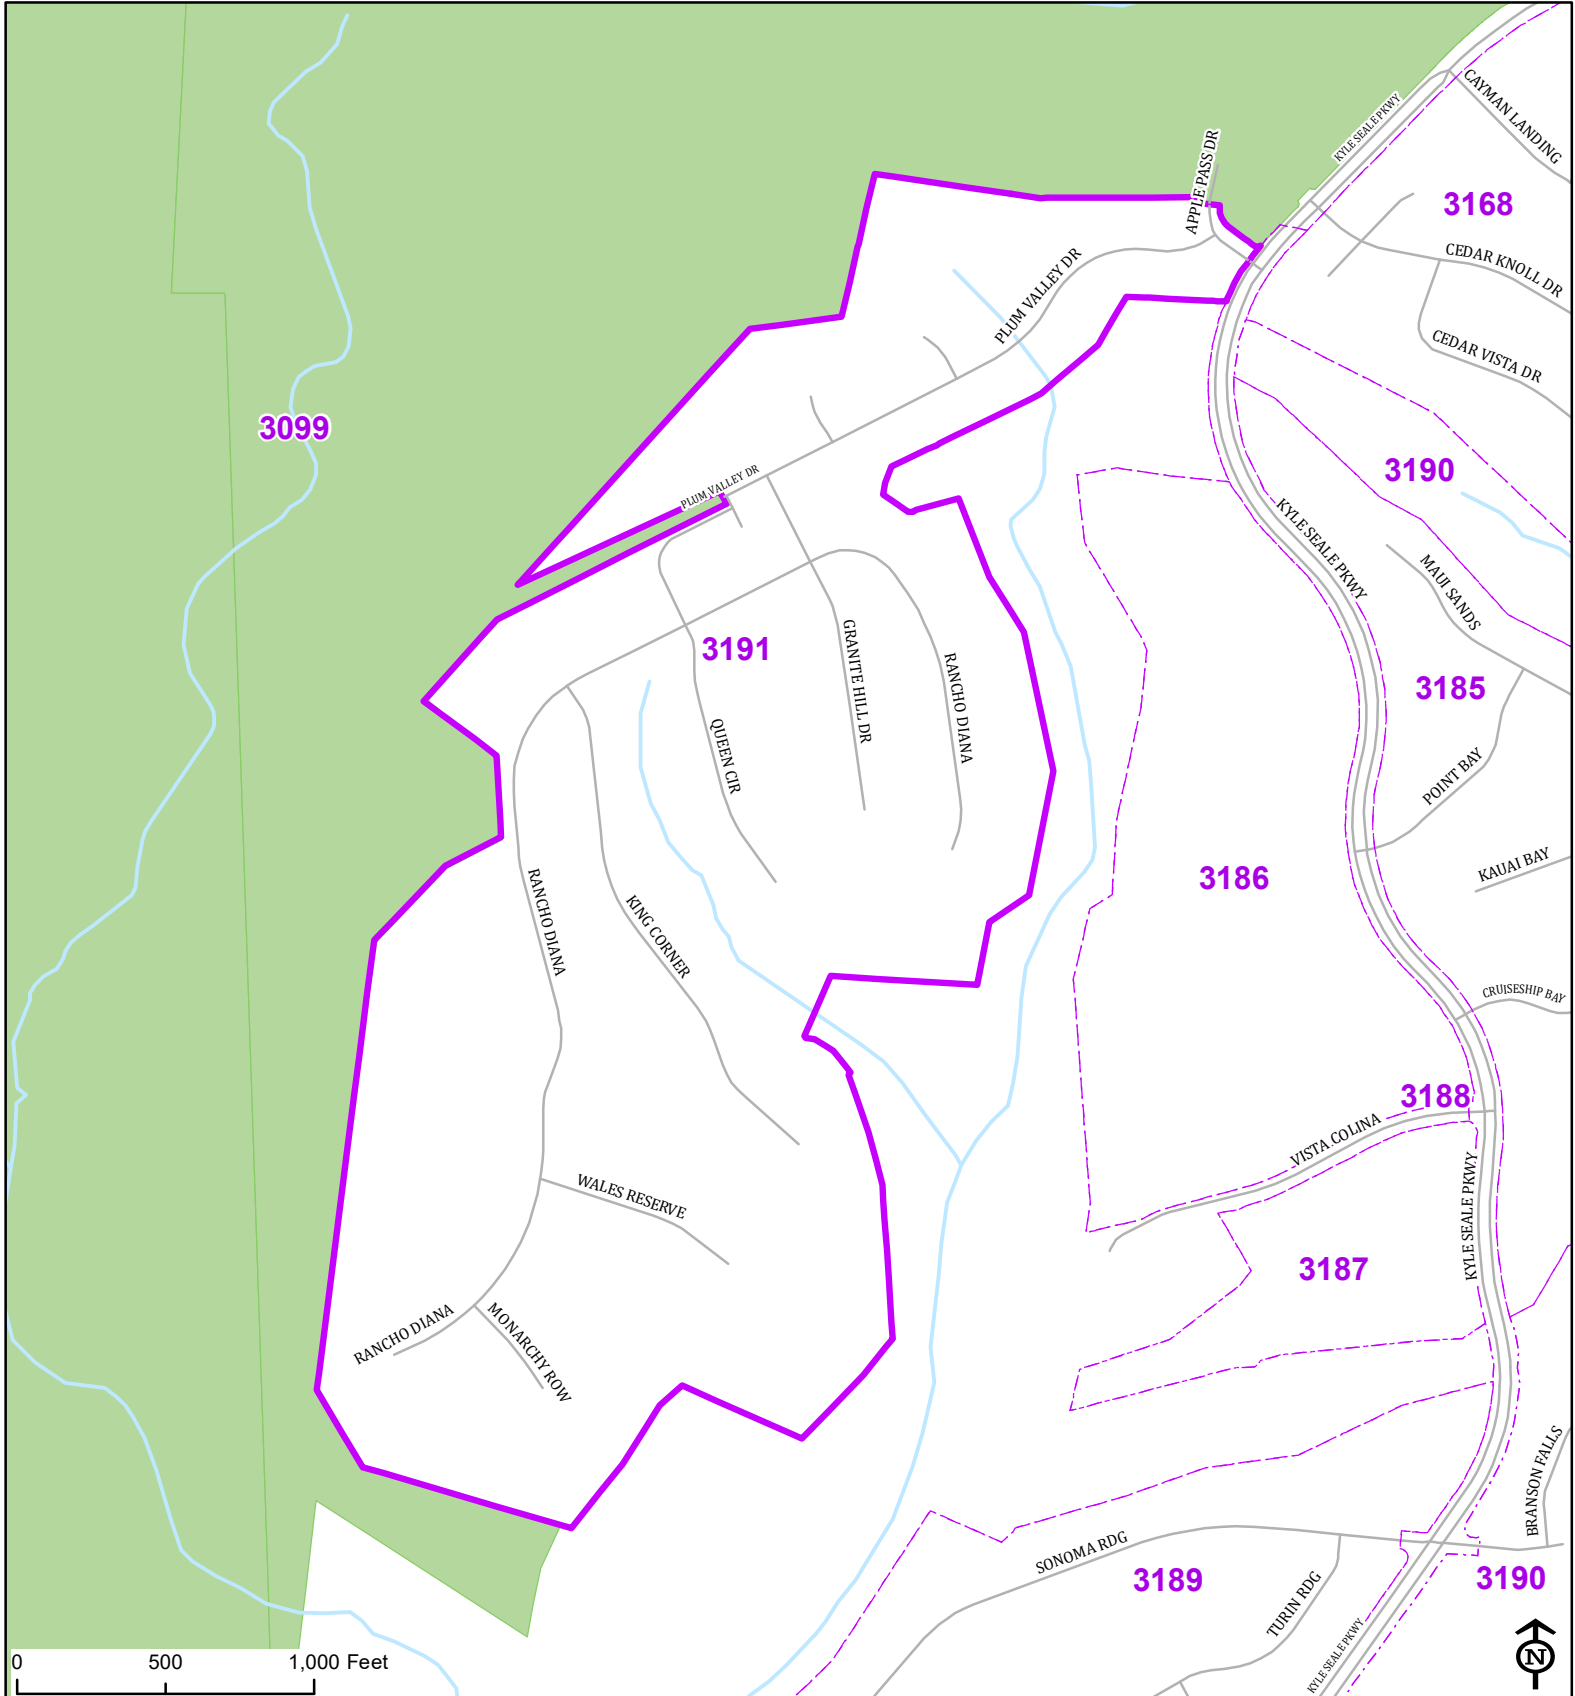 CAYMAN LANDING
KYLE SEALE PKWY
APPLE PASS DR
3168
CEDAR KNOLL DR
PLUM VALLEY DR
CEDAR VISTA DR
3099
3190
PLUM VALLEY DR
KYLE SEALE PKWY
MAUI SANDS
3191
GRANITE HILL DR
RANCHO DIANA
3185
QUEEN CIR
POINT BAY
KAUAI BAY
3186
RANCHO DIANA
KING CORNER
CRUISESHIP BAY
3188
VISTA COLINA
WALES RESERVE
KYLE SEALE PKWY
3187
RANCHO DIANA
MONARCHY ROW
BRANSON FALLS
SONOMA RDG
3189
TURIN RDG
3190
KYLE SEALE PKWY
0 500 1,000 Feet
N